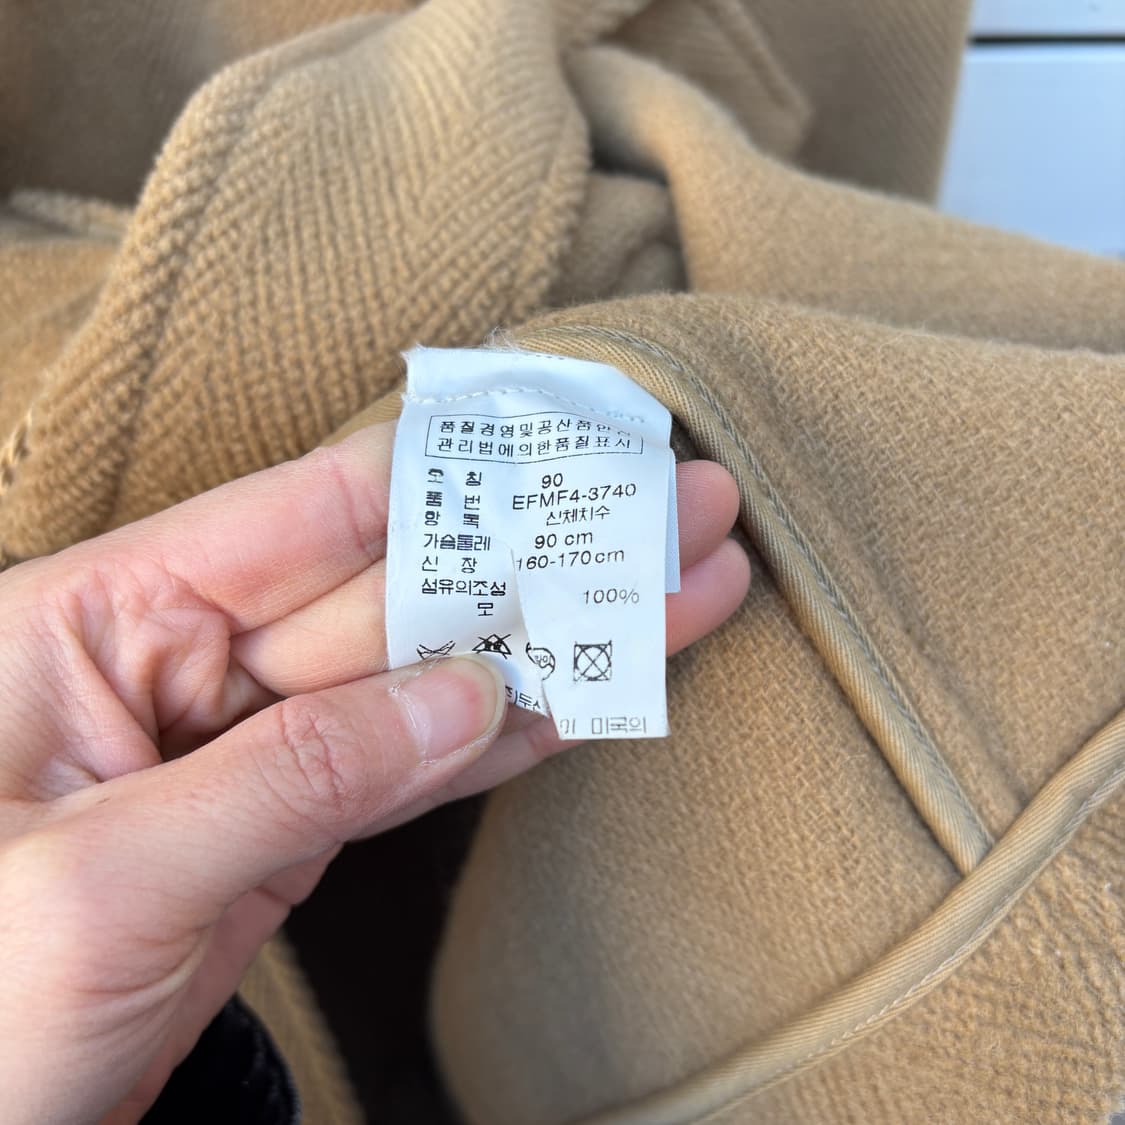 품질경영및공산품안전
관리법에의한품질표시
호 칭 90
품 번 EFMF4-3740
항 목 신체치수
가슴둘레 90 cm
신 장 160-170cm
섬유의조성
모 100%
미국의